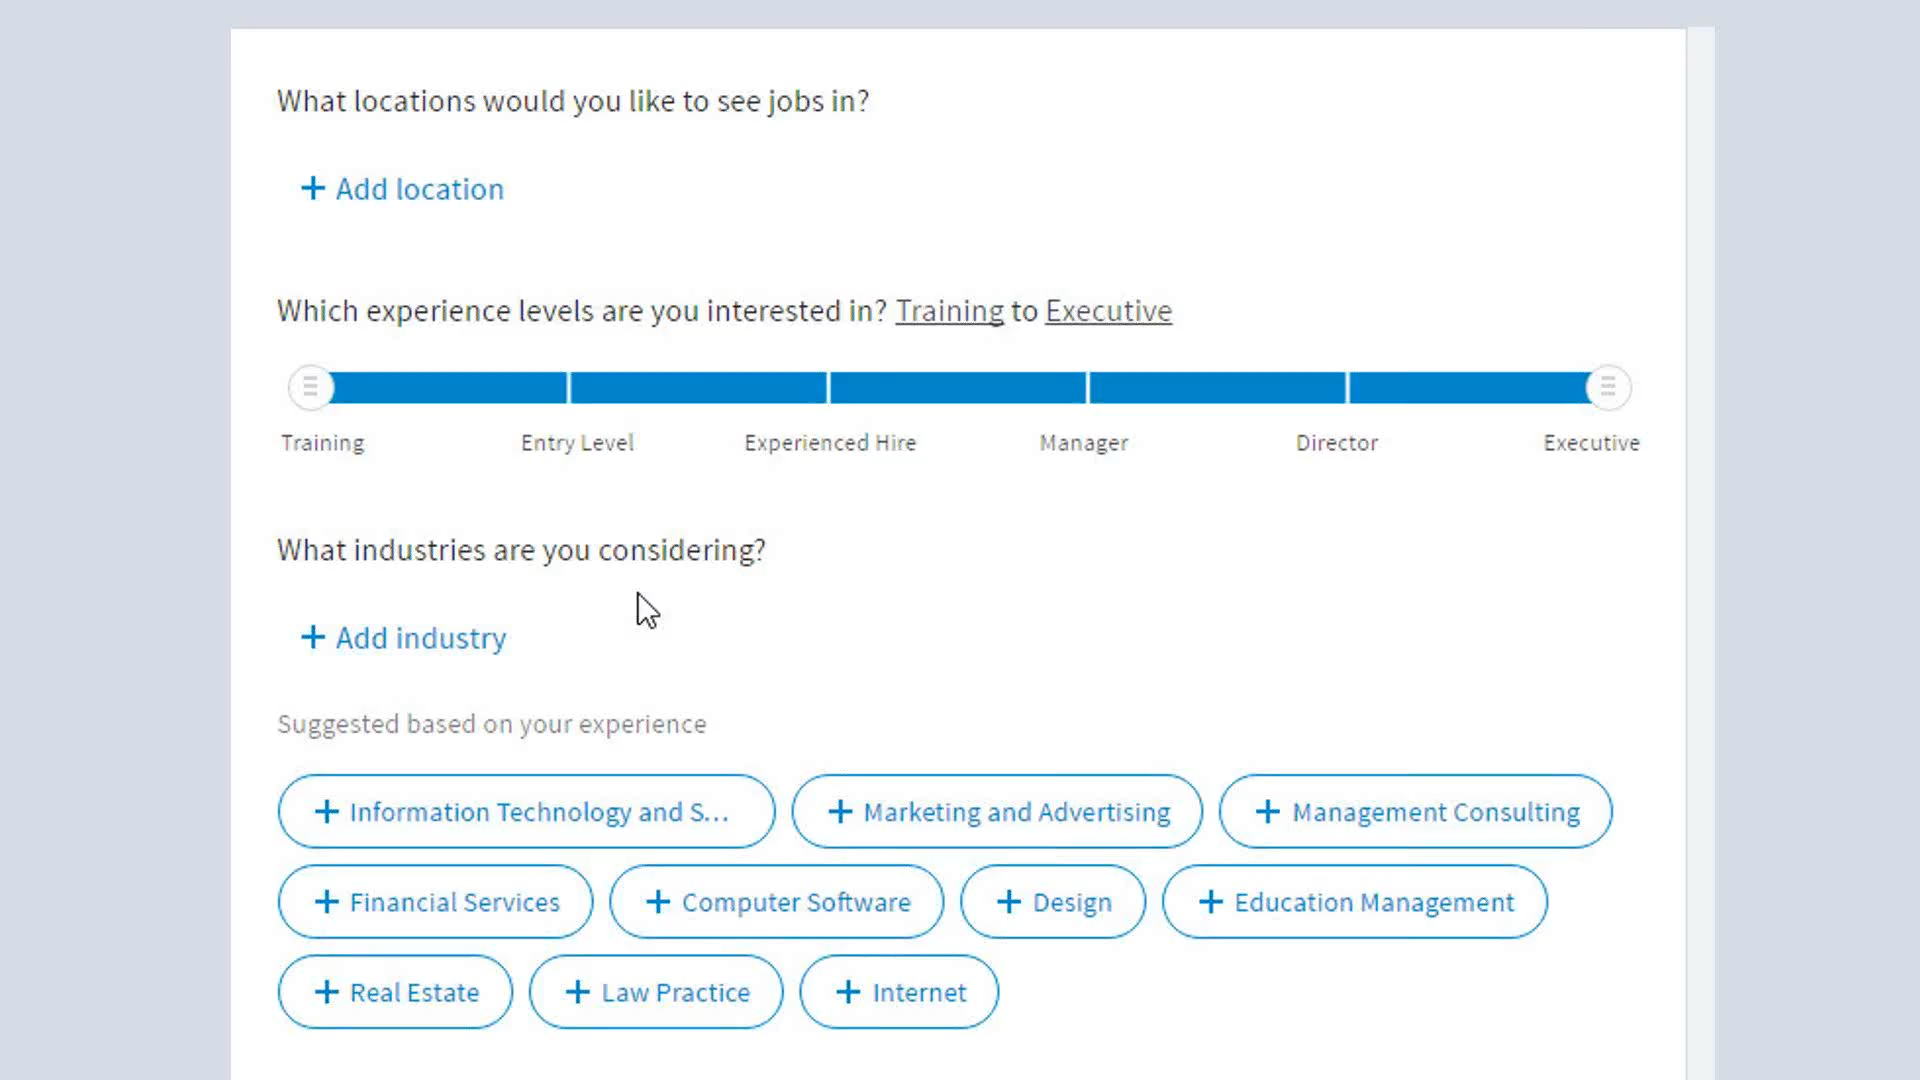 What locations would you like to see jobs in?
+ Add location
Which experience levels are you interested in? Training to Executive
Training Entry Level Experienced Hire Manager Director Executive
What industries are you considering?
+ Add industry
Suggested based on your experience
+ Information Technology and S... + Marketing and Advertising + Management Consulting
+ Financial Services + Computer Software + Design + Education Management
+ Real Estate + Law Practice + Internet